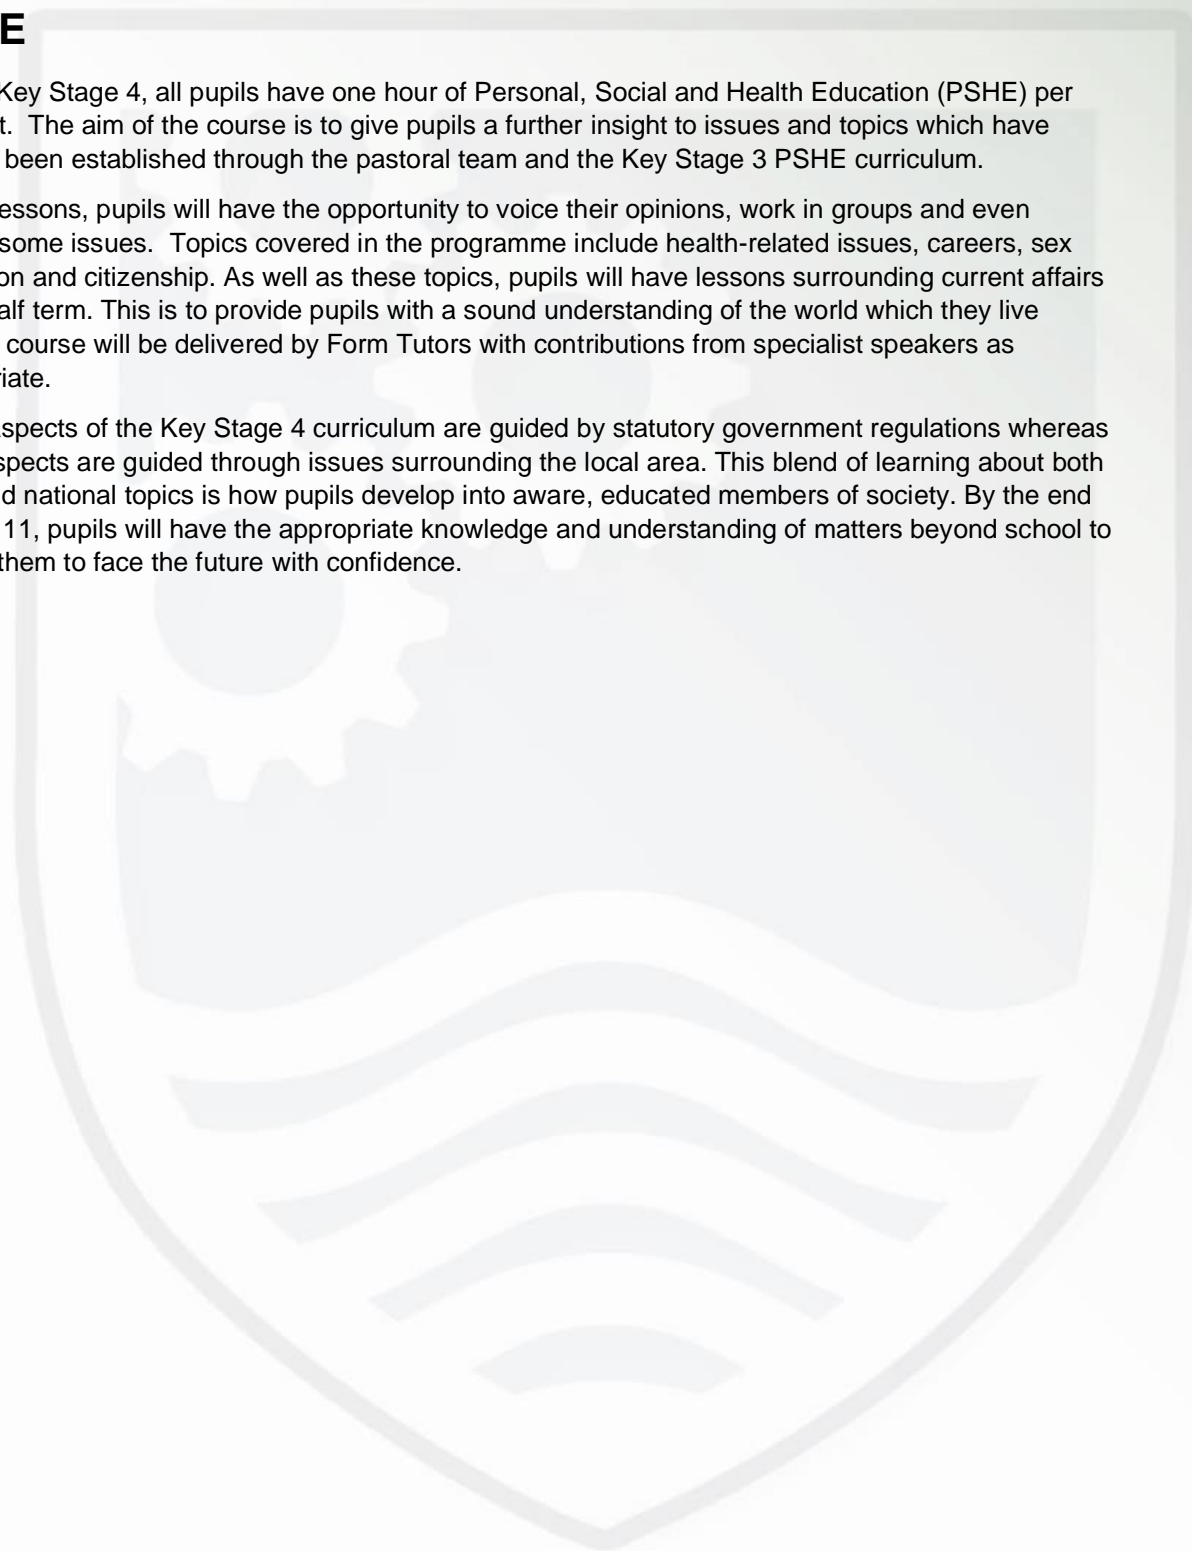 E
Key Stage 4, all pupils have one hour of Personal, Social and Health Education (PSHE) per
t. The aim of the course is to give pupils a further insight to issues and topics which have
been established through the pastoral team and the Key Stage 3 PSHE curriculum.
essons, pupils will have the opportunity to voice their opinions, work in groups and even
some issues. Topics covered in the programme include health-related issues, careers, sex
on and citizenship. As well as these topics, pupils will have lessons surrounding current affairs
alf term. This is to provide pupils with a sound understanding of the world which they live
course will be delivered by Form Tutors with contributions from specialist speakers as
riate.
spects of the Key Stage 4 curriculum are guided by statutory government regulations whereas
spects are guided through issues surrounding the local area. This blend of learning about both
d national topics is how pupils develop into aware, educated members of society. By the end
11, pupils will have the appropriate knowledge and understanding of matters beyond school to
them to face the future with confidence.